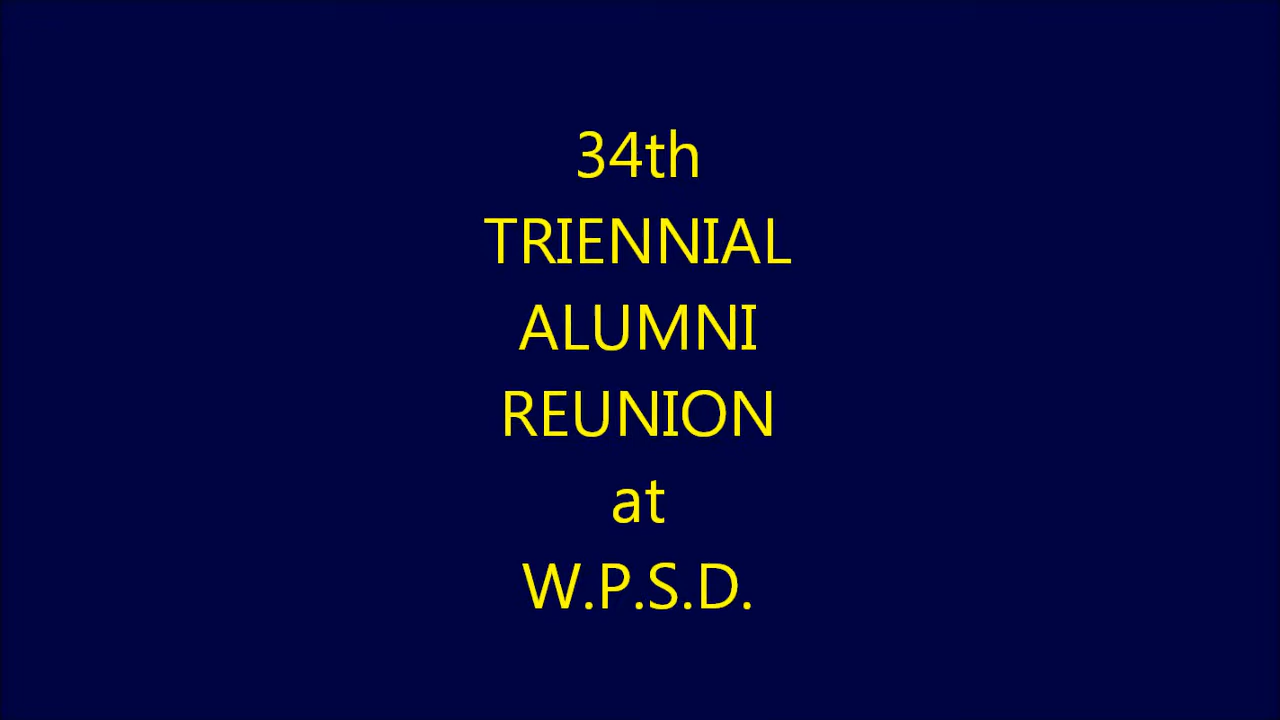 34th
TRIENNIAL
ALUMNI
REUNION
at
W.P.S.D.